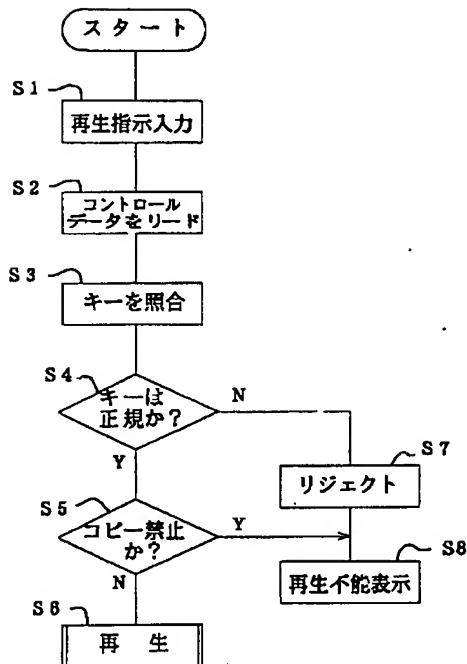 スタート
S1
再生指示入力
S2
コントロール
データをリード
S3
キーを照合
S4
キーは
正規か?
N
Y
S7
リジェクト
S5
コピー禁止
か?
Y
N
S8
再生不能表示
S6
再 生